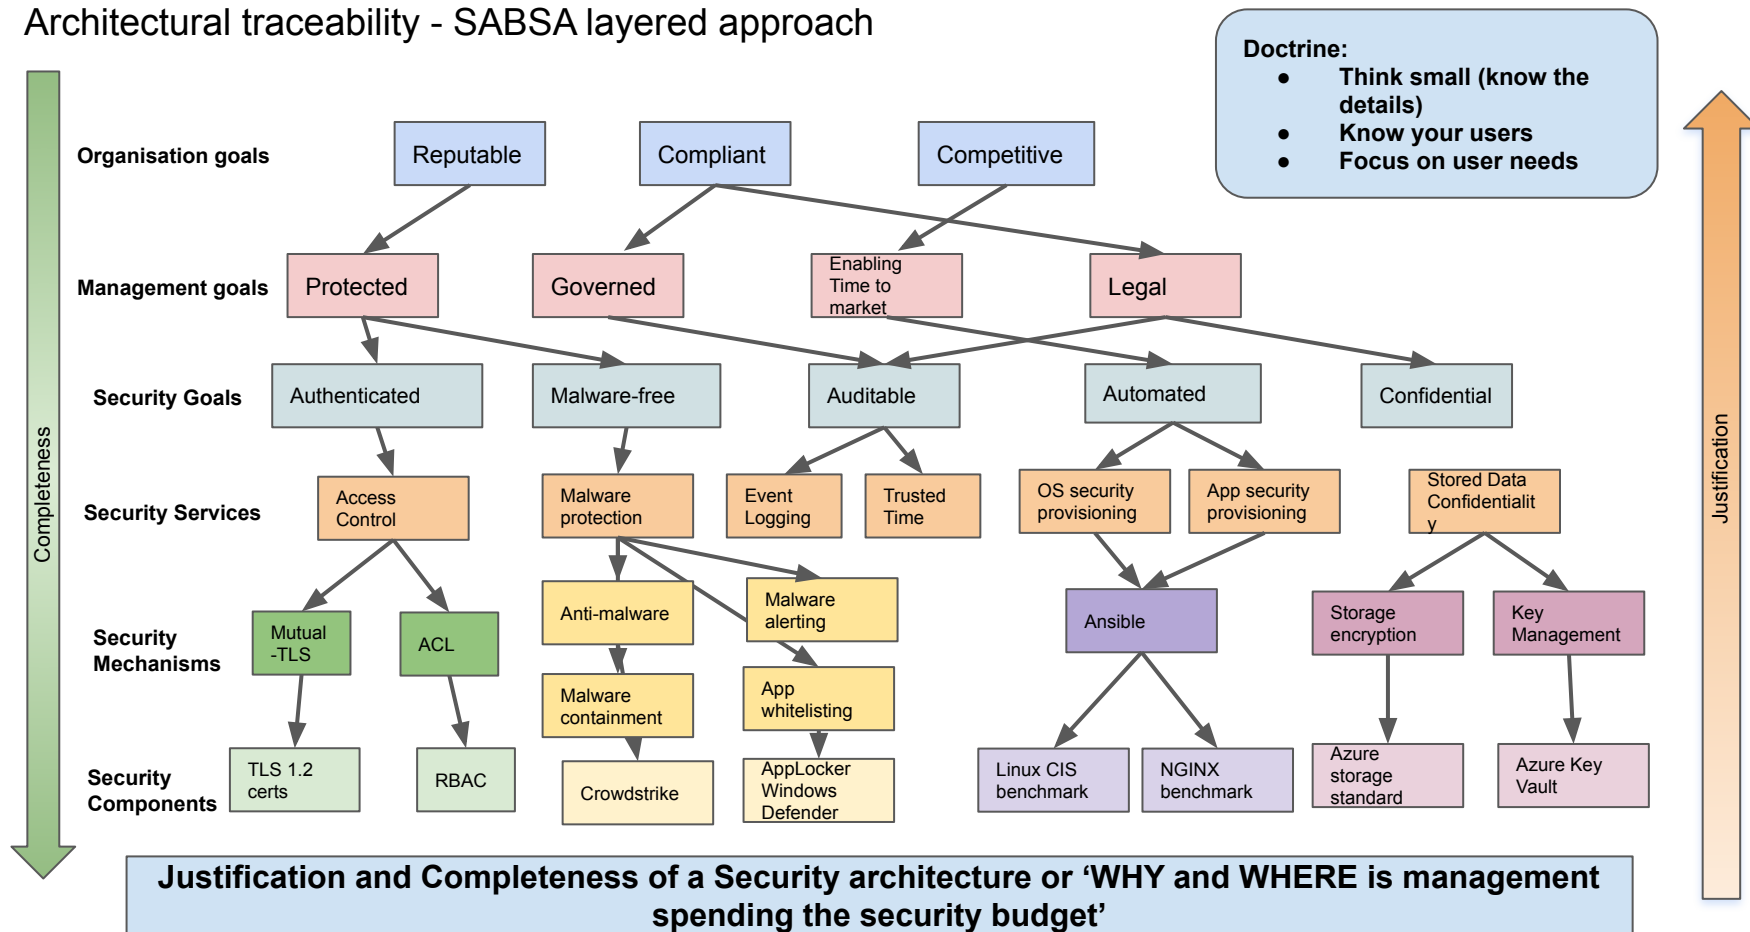 Architectural traceability - SABSA layered approach
Doctrine:
● Think small (know the
details)
● Know your users
● Focus on user needs
Organisation goals
Reputable
Compliant
Competitive
Management goals
Protected
Governed
Enabling
Time to
market
Legal
Security Goals
Authenticated
Malware-free
Auditable
Automated
Confidential
Security Services
Access
Control
Malware
protection
Event
Logging
Trusted
Time
OS security
provisioning
App security
provisioning
Stored Data
Confidentialit
y
Security
Mechanisms
Mutual
-TLS
ACL
Anti-malware
Malware
alerting
Malware
containment
App
whitelisting
Ansible
Storage
encryption
Key
Management
Security
Components
TLS 1.2
certs
RBAC
Crowdstrike
AppLocker
Windows
Defender
Linux CIS
benchmark
NGINX
benchmark
Azure
storage
standard
Azure Key
Vault
Completeness
Justification
Justification and Completeness of a Security architecture or ‘WHY and WHERE is management
spending the security budget’